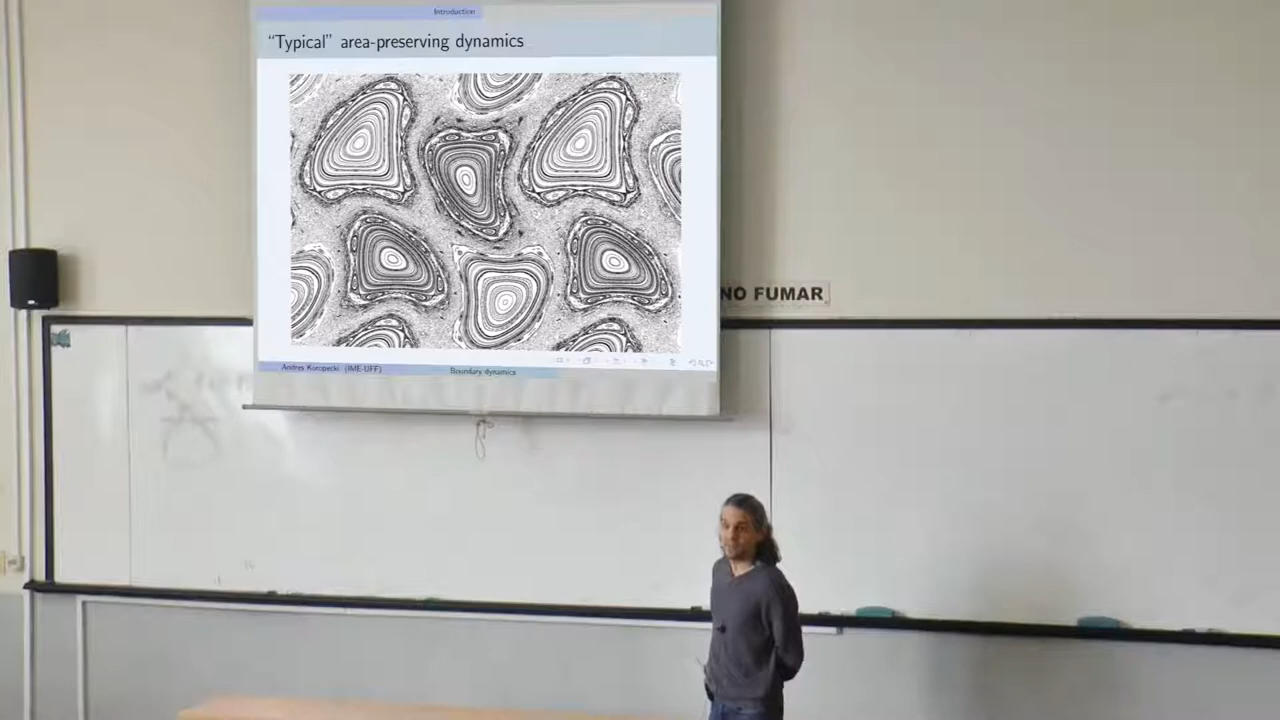 Introduction
“Typical” area-preserving dynamics
NO FUMAR
Andres Koropecki (IME-UFF)
Boundary dynamics